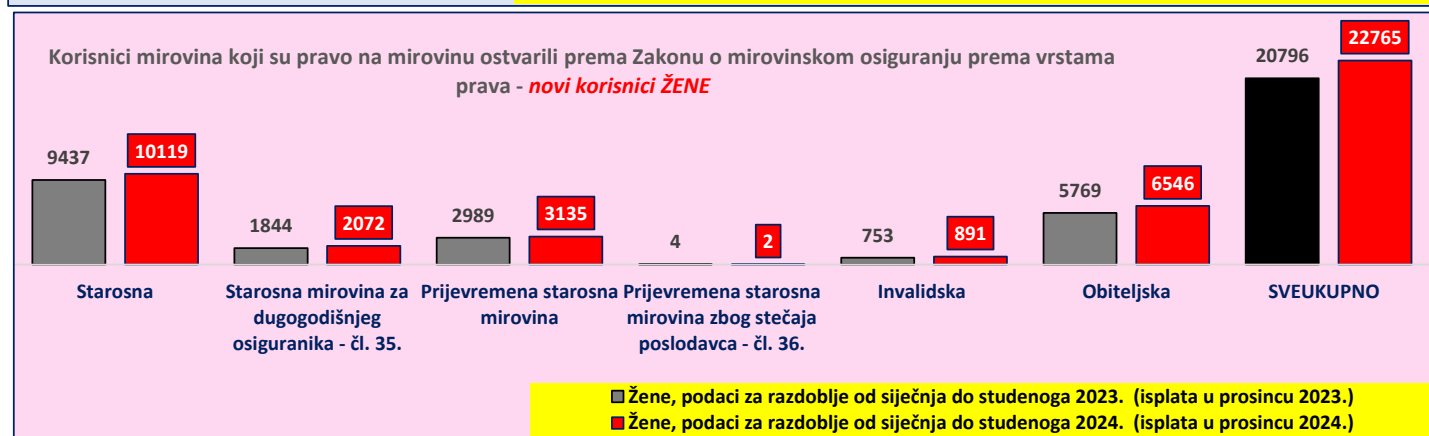 Korisnici mirovina koji su pravo na mirovinu ostvarili prema Zakonu o mirovinskom osiguranju prema vrstama
prava - novi korisnici ŽENE
9437
10119
1844
2072
2989
3135
4
2
753
891
5769
6546
20796
22765
Starosna
Starosna mirovina za
dugogodišnjeg
osiguranika - čl. 35.
Prijevremena starosna
mirovina
Prijevremena starosna
mirovina zbog stečaja
poslodavca - čl. 36.
Invalidska
Obiteljska
SVEUKUPNO
Žene, podaci za razdoblje od siječnja do studenoga 2023. (isplata u prosincu 2023.)
Žene, podaci za razdoblje od siječnja do studenoga 2024. (isplata u prosincu 2024.)